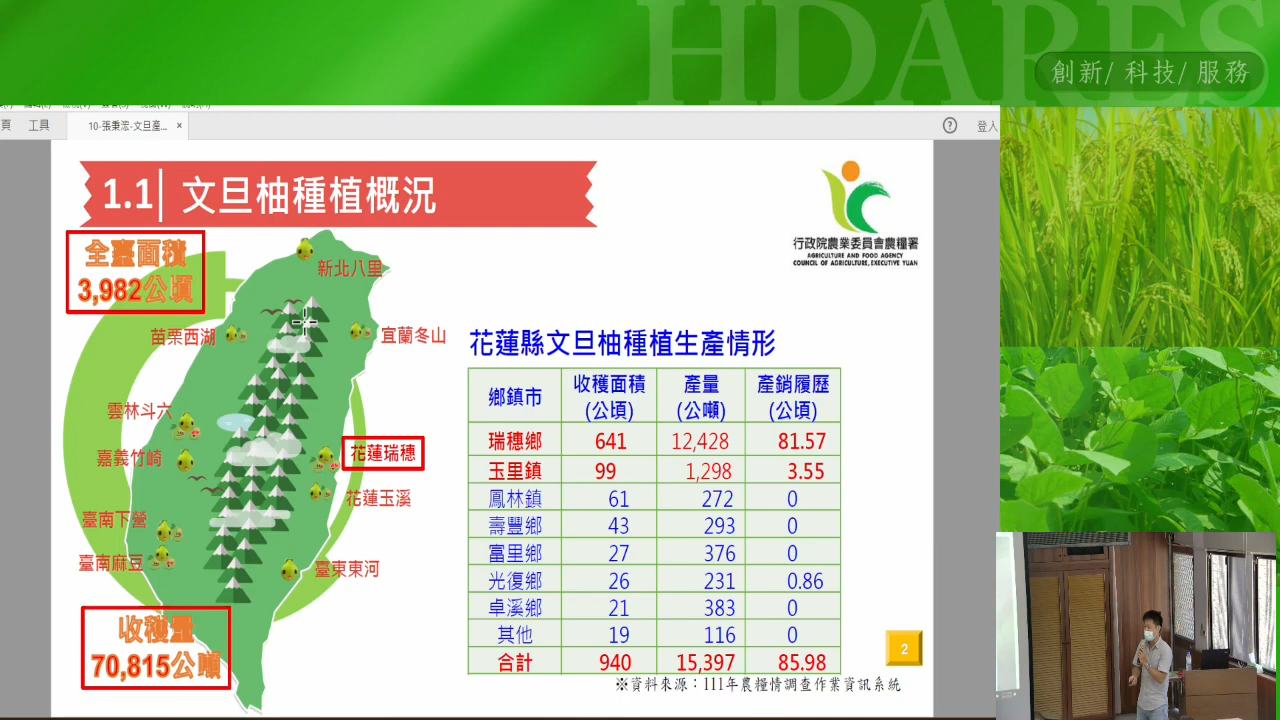 HDARES
創新/ 科技/ 服務
頁 工具 10-張秉浤-文旦產... × ? 登入
1.1 文旦柚種植概況
行政院農業委員會農糧署
AGRICULTURE AND FOOD AGENCY
COUNCIL OF AGRICULTURE, EXECUTIVE YUAN
全臺面積
3,982公頃
新北八里
苗栗西湖
宜蘭冬山
雲林斗六
嘉義竹崎
花蓮瑞穗
花蓮玉溪
臺南下營
臺南麻豆
臺東東河
收穫量
70,815公噸
花蓮縣文旦柚種植生產情形
鄉鎮市 收穫面積 (公頃) 產量 (公噸) 產銷履歷 (公頃)
瑞穗鄉 641 12,428 81.57
玉里鎮 99 1,298 3.55
鳳林鎮 61 272 0
壽豐鄉 43 293 0
富里鄉 27 376 0
光復鄉 26 231 0.86
卓溪鄉 21 383 0
其他 19 116 0
合計 940 15,397 85.98
※資料來源：111年農糧情調查作業資訊系統
2